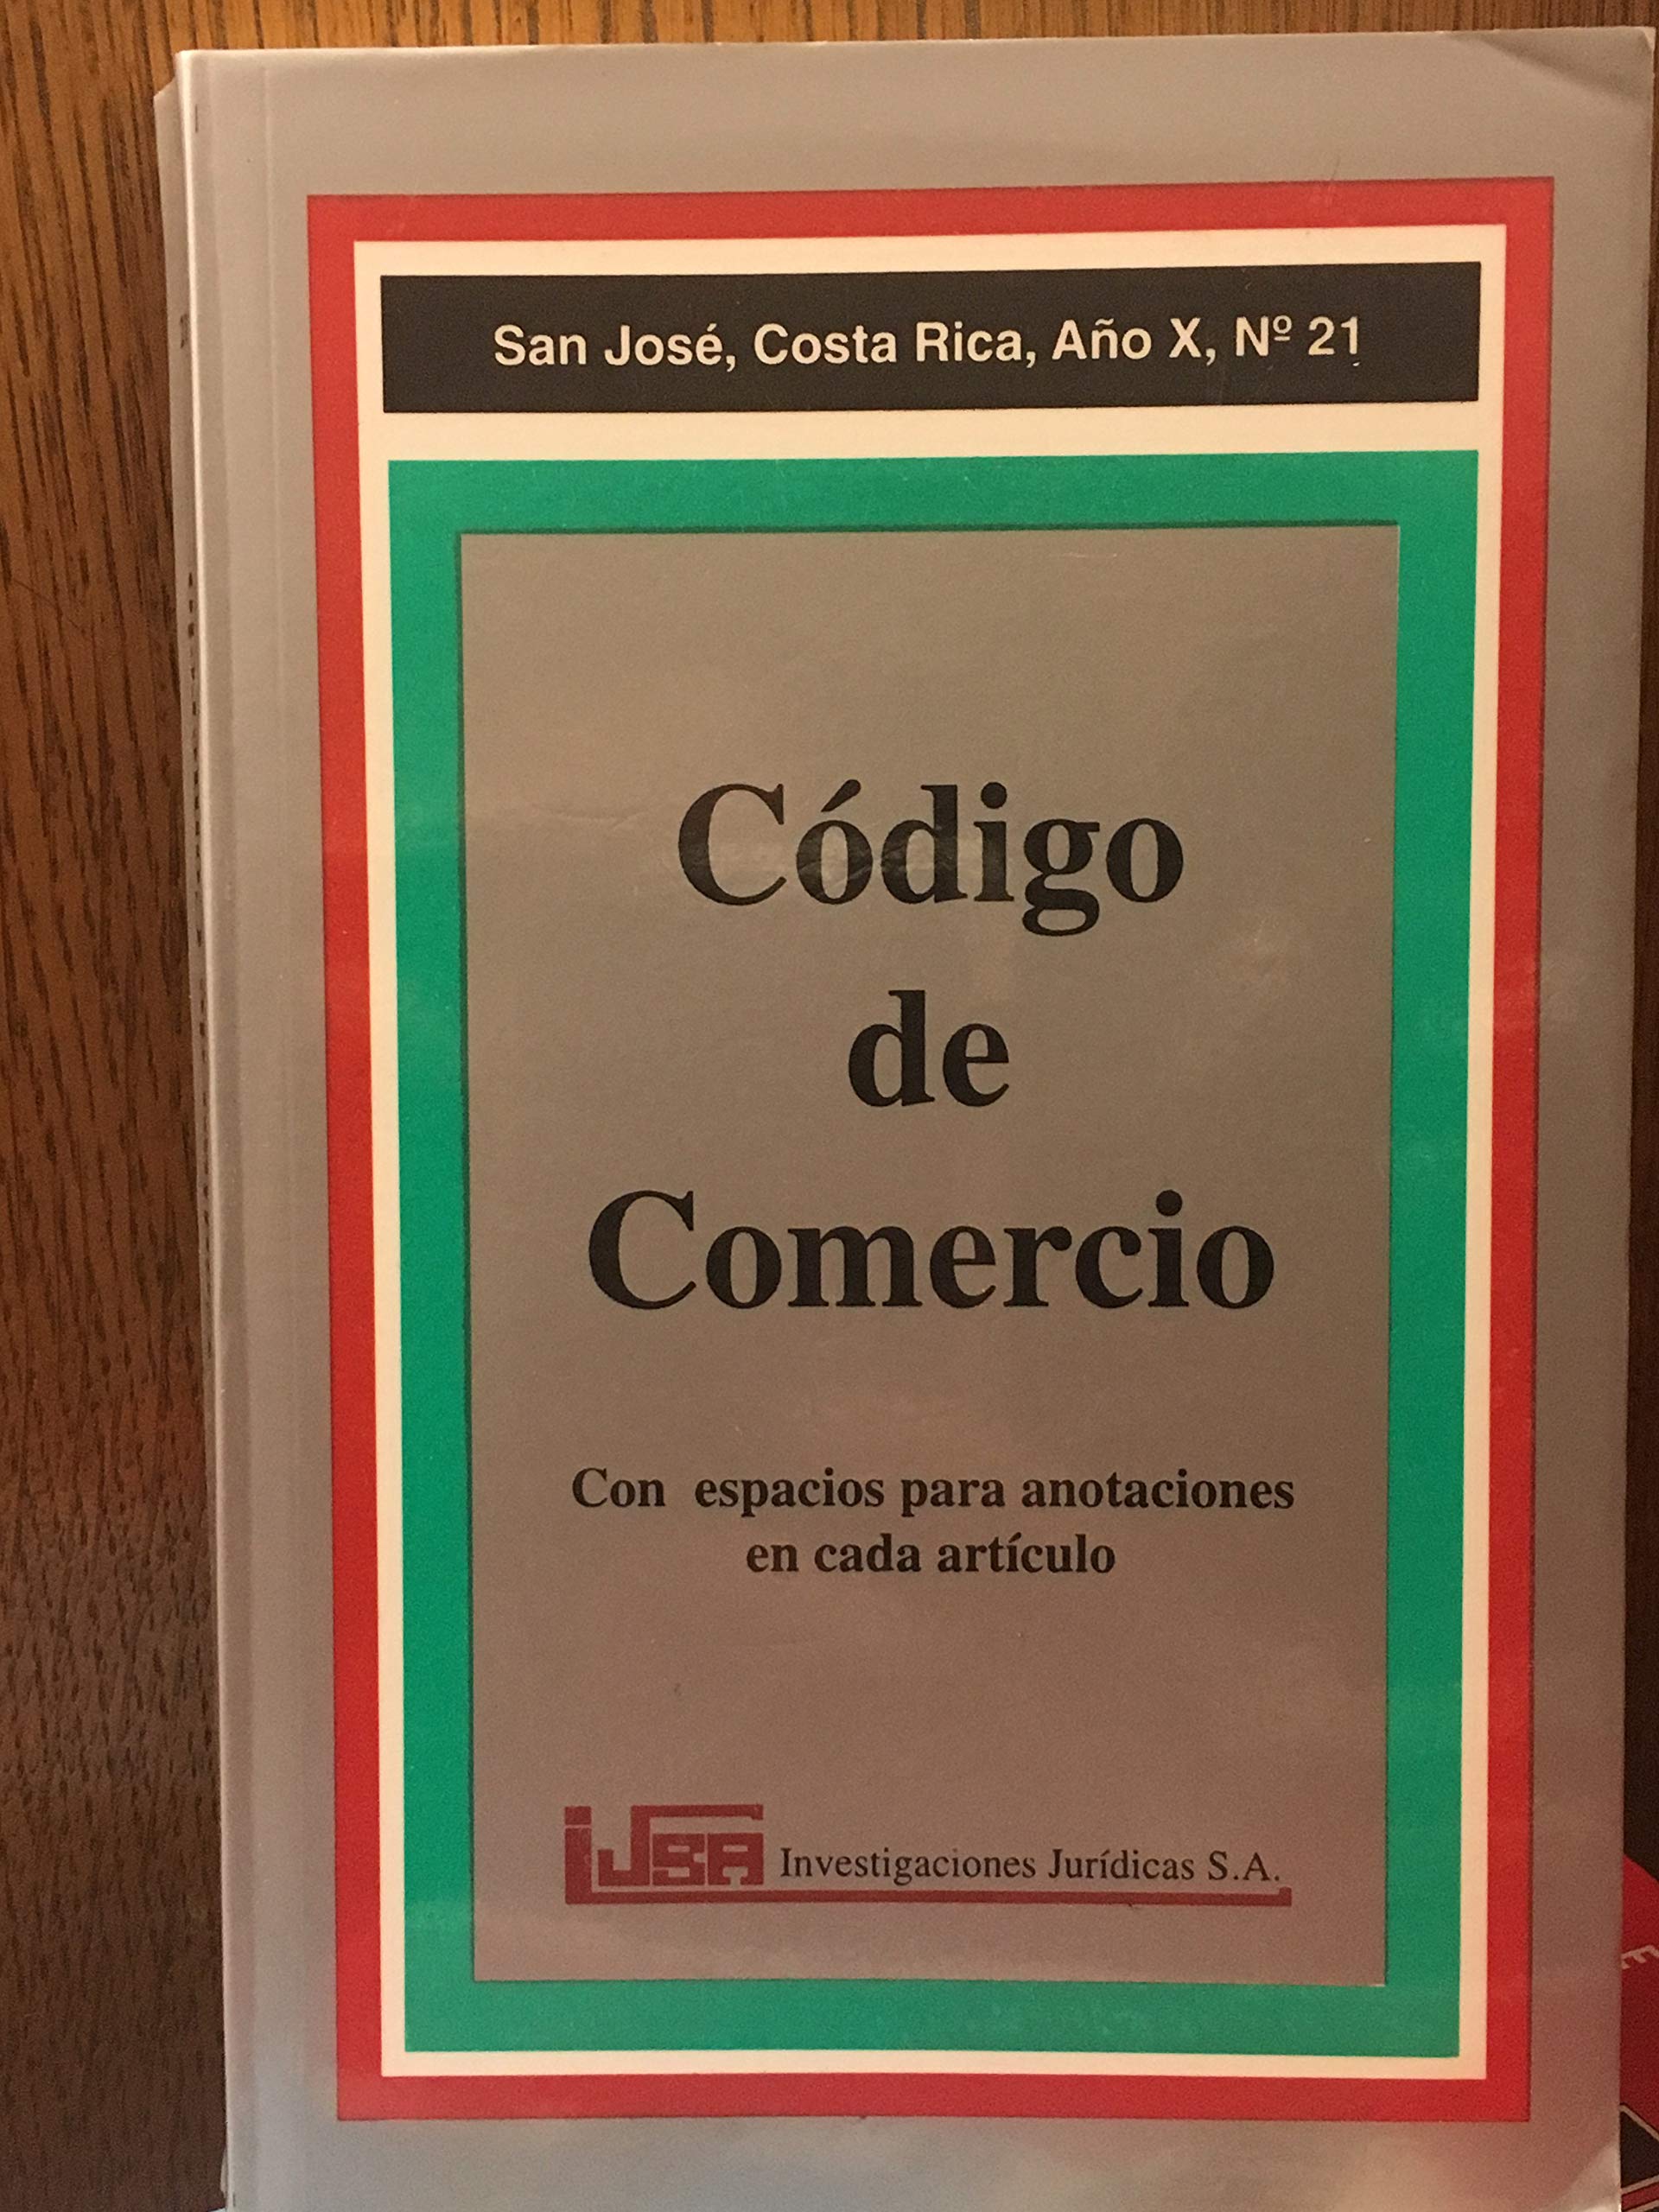 San José, Costa Rica, Año X, Nº 21
Código
de
Comercio
Con espacios para anotaciones
en cada artículo
IJSA Investigaciones Jurídicas S.A.